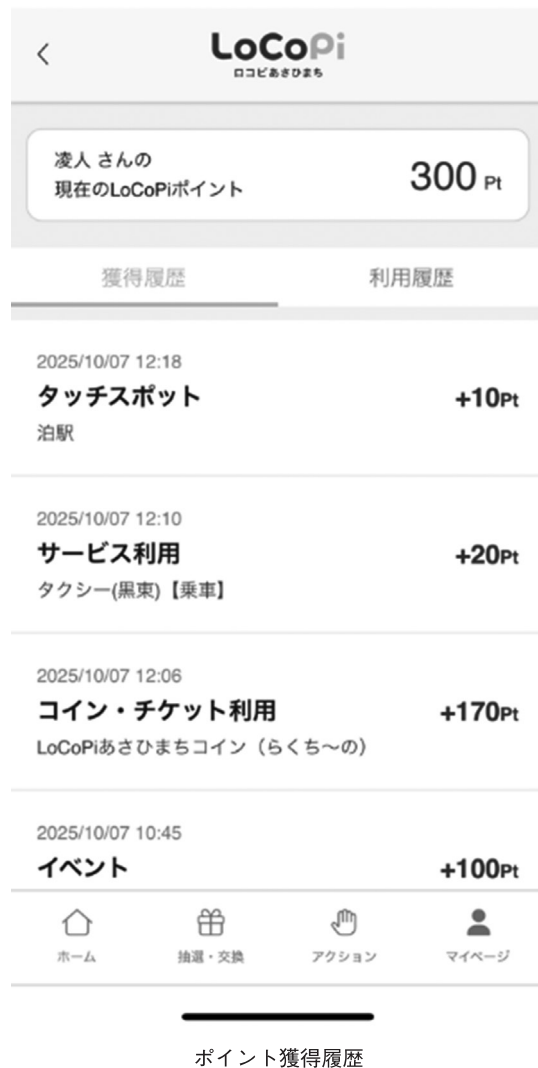 LoCoPi
ロコピあさひまち
凌人 さんの
現在のLoCoPiポイント
300 Pt
獲得履歴
利用履歴
2025/10/07 12:18
タッチスポット
+10Pt
泊駅
2025/10/07 12:10
サービス利用
+20Pt
タクシー(黒東)【乗車】
2025/10/07 12:06
コイン・チケット利用
+170Pt
LoCoPiあさひまちコイン（らくち〜の）
2025/10/07 10:45
イベント
+100Pt
ホーム
抽選・交換
アクション
マイページ
ポイント獲得履歴